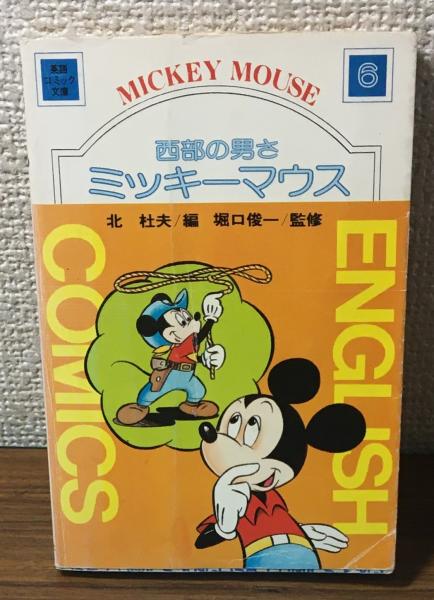 英語
コミック
文庫
MICKEY MOUSE
6
西部の男さ
ミッキーマウス
北 杜夫/編 堀口俊一/監修
ENGLISH
COMICS